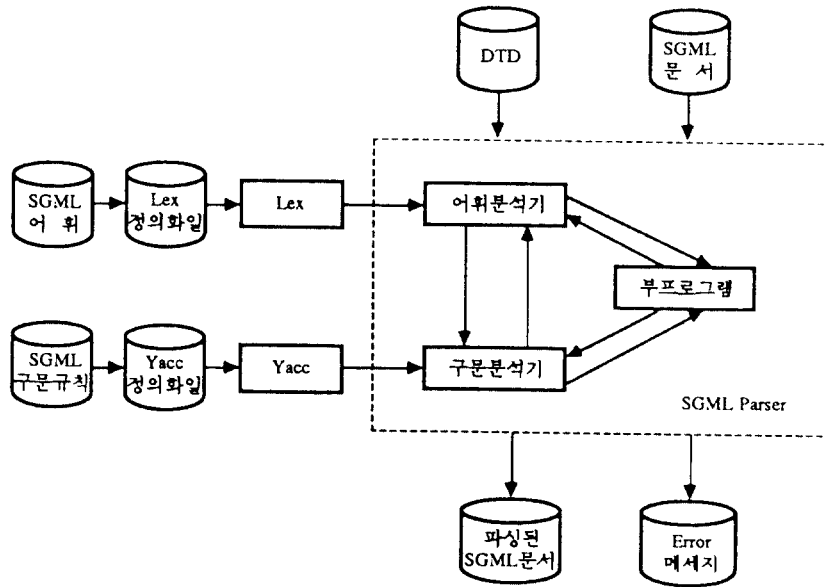 DTD
SGML
문 서
SGML
어 휘
Lex
정의화일
Lex
어휘분석기
부프로그램
SGML
구문규칙
Yacc
정의화일
Yacc
구문분석기
SGML Parser
파싱된
SGML문서
Error
메세지